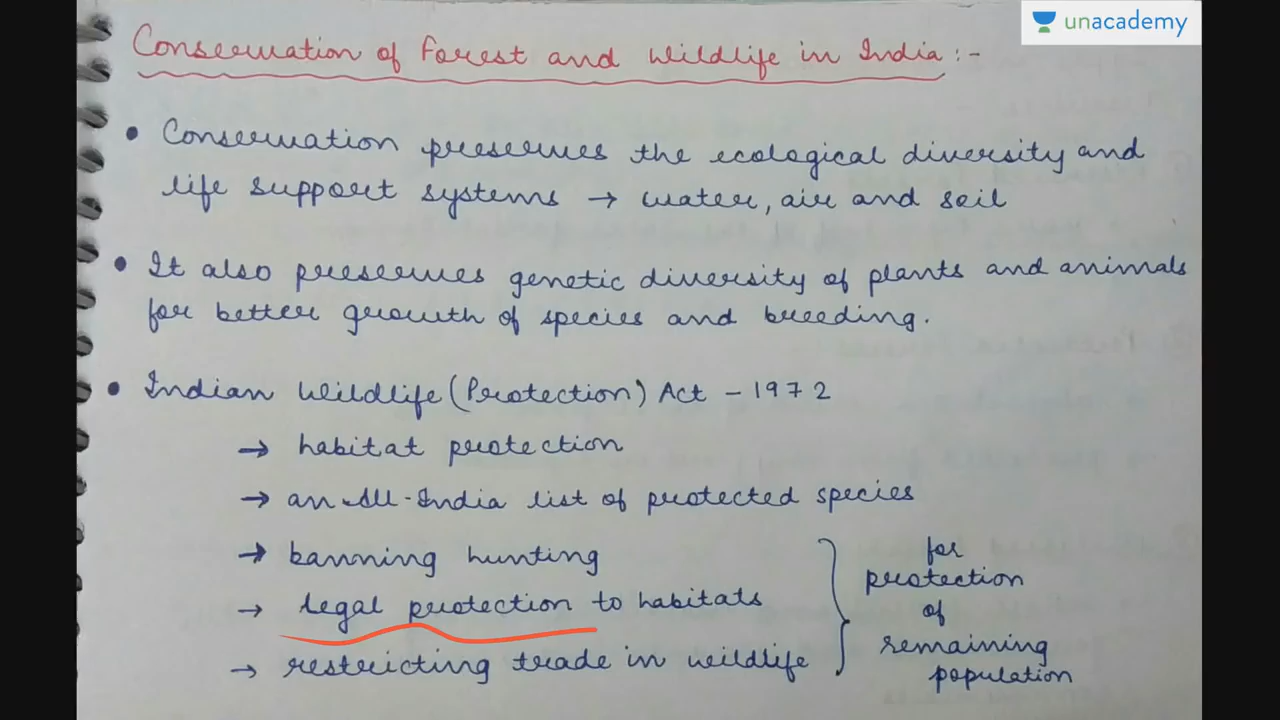 unacademy
Conservation of Forest and Wildlife in India :-
• Conservation preserves the ecological diversity and
life support systems → water, air and soil
• It also preserves genetic diversity of plants and animals
for better growth of species and breeding.
• Indian Wildlife (Protection) Act - 1972
→ habitat protection
→ an All-India list of protected species
→ banning hunting
→ legal protection to habitats
→ restricting trade in wildlife
for
protection
of
remaining
population